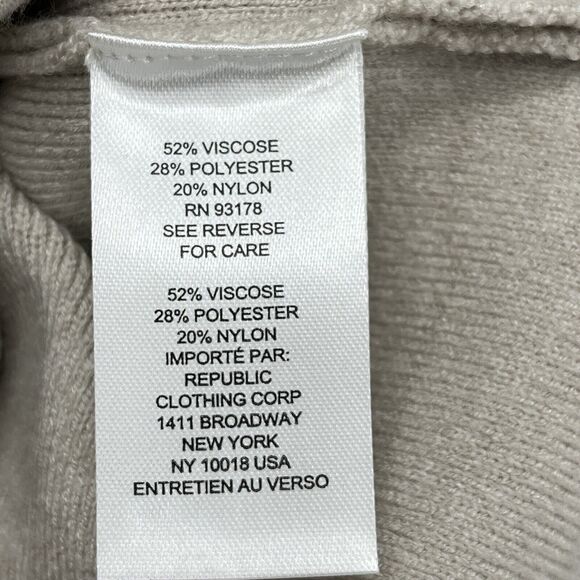 52% VISCOSE
28% POLYESTER
20% NYLON
RN 93178
SEE REVERSE
FOR CARE
52% VISCOSE
28% POLYESTER
20% NYLON
IMPORTÉ PAR:
REPUBLIC
CLOTHING CORP
1411 BROADWAY
NEW YORK
NY 10018 USA
ENTRETIEN AU VERSO